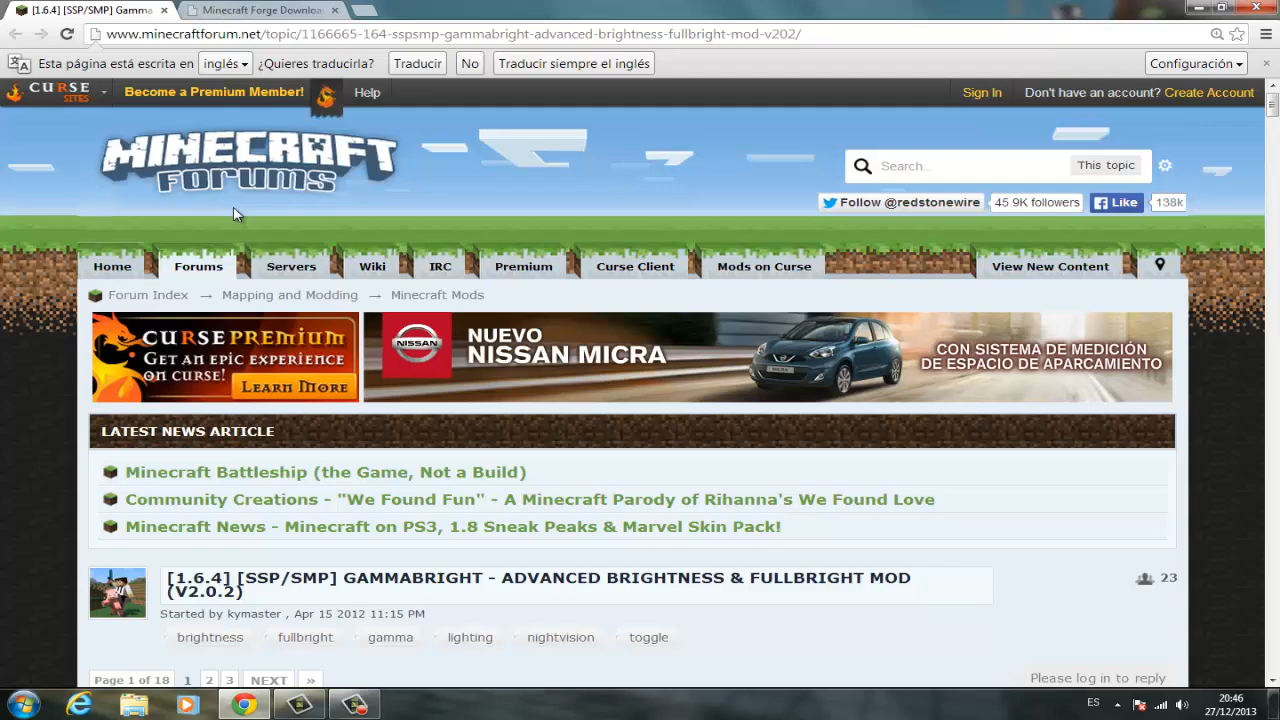 [1.6.4] [SSP/SMP] Gamma
Minecraft Forge Downloa
www.minecraftforum.net/topic/1166665-164-sspsmp-gammabright-advanced-brightness-fullbright-mod-v202/
Esta página está escrita en inglés ¿Quieres traducirla? Traducir No Traducir siempre el inglés Configuración
CURSE SITES Become a Premium Member! Help Sign In Don't have an account? Create Account
MINECRAFT
FORUMS
Search... This topic
Follow @redstonewire 45.9K followers Like 138k
Home Forums Servers Wiki IRC Premium Curse Client Mods on Curse View New Content
Forum Index → Mapping and Modding → Minecraft Mods
CURSE PREMIUM
GET AN EPIC EXPERIENCE
ON CURSE!
LEARN MORE
NISSAN
NUEVO
NISSAN MICRA
CON SISTEMA DE MEDICIÓN
DE ESPACIO DE APARCAMIENTO
LATEST NEWS ARTICLE
Minecraft Battleship (the Game, Not a Build)
Community Creations - "We Found Fun" - A Minecraft Parody of Rihanna's We Found Love
Minecraft News - Minecraft on PS3, 1.8 Sneak Peaks & Marvel Skin Pack!
[1.6.4] [SSP/SMP] GAMMABRIGHT - ADVANCED BRIGHTNESS & FULLBRIGHT MOD
(V2.0.2)
23
Started by kymaster , Apr 15 2012 11:15 PM
brightness fullbright gamma lighting nightvision toggle
Page 1 of 18 1 2 3 NEXT »
Please log in to reply
ES
20:46
27/12/2013